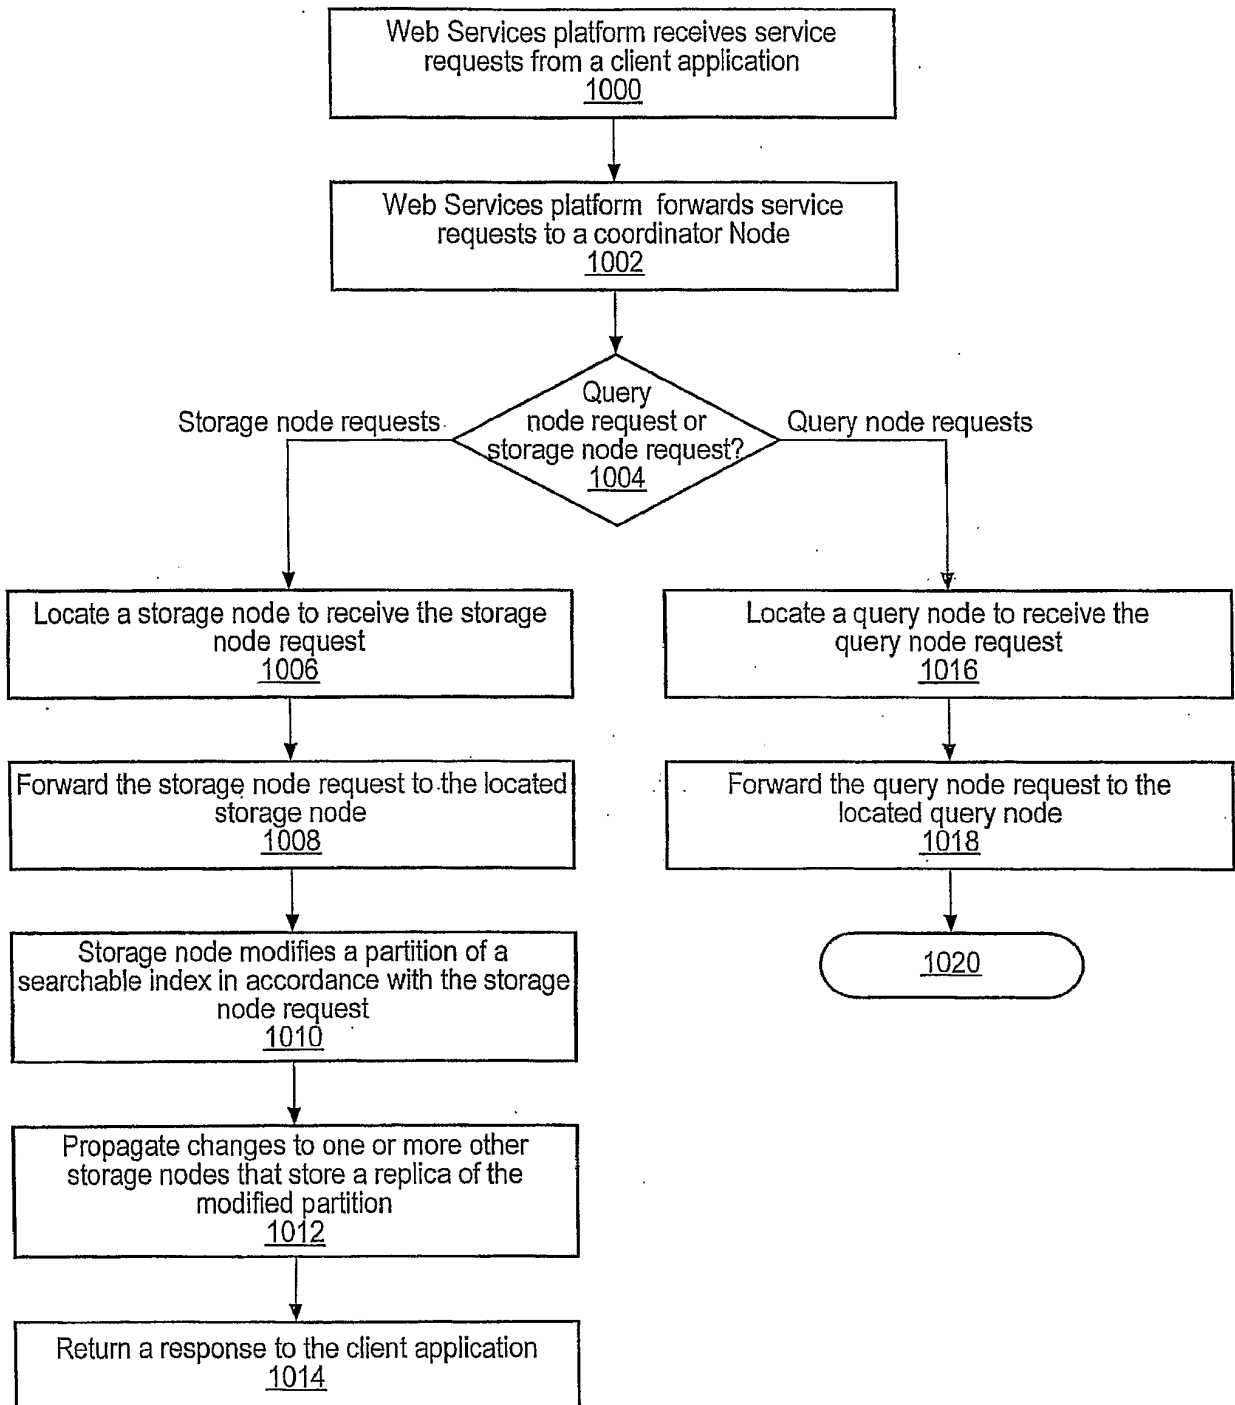 Web Services platform receives service
requests from a client application
1000
Web Services platform forwards service
requests to a coordinator Node
1002
Query
node request or
storage node request?
1004
Storage node requests
Query node requests
Locate a storage node to receive the storage
node request
1006
Forward the storage node request to the located
storage node
1008
Storage node modifies a partition of a
searchable index in accordance with the storage
node request
1010
Propagate changes to one or more other
storage nodes that store a replica of the
modified partition
1012
Return a response to the client application
1014
Locate a query node to receive the
query node request
1016
Forward the query node request to the
located query node
1018
1020